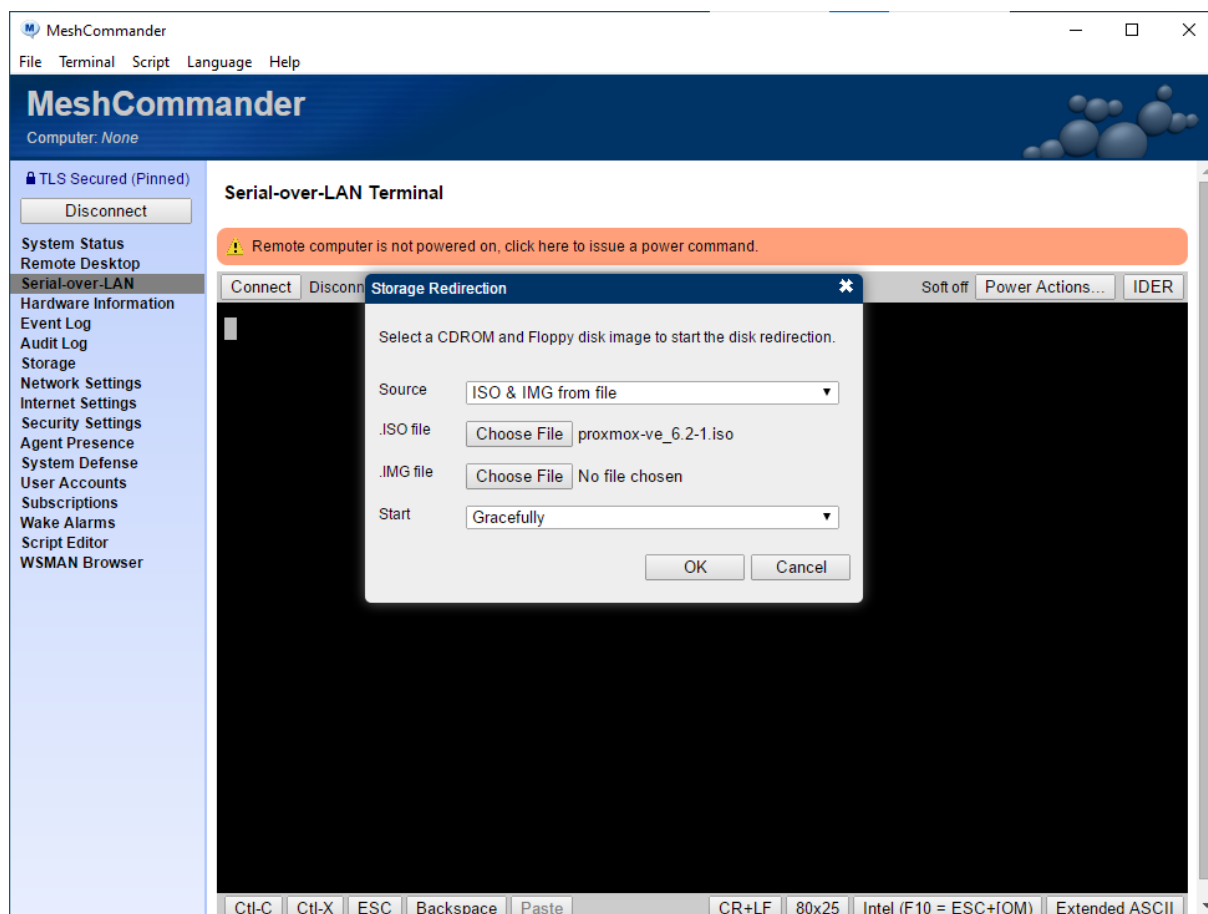 MeshCommander
File Terminal Script Language Help
MeshCommander
Computer: None
TLS Secured (Pinned)
Disconnect
System Status
Remote Desktop
Serial-over-LAN
Hardware Information
Event Log
Audit Log
Storage
Network Settings
Internet Settings
Security Settings
Agent Presence
System Defense
User Accounts
Subscriptions
Wake Alarms
Script Editor
WSMAN Browser
Serial-over-LAN Terminal
Remote computer is not powered on, click here to issue a power command.
Connect Disconn Soft off Power Actions... IDER
Storage Redirection
Select a CDROM and Floppy disk image to start the disk redirection.
Source ISO & IMG from file
.ISO file Choose File proxmox-ve_6.2-1.iso
.IMG file Choose File No file chosen
Start Gracefully
OK Cancel
Ctl-C Ctl-X ESC Backspace Paste CR+LF 80x25 Intel (F10 = ESC+[OM) Extended ASCII